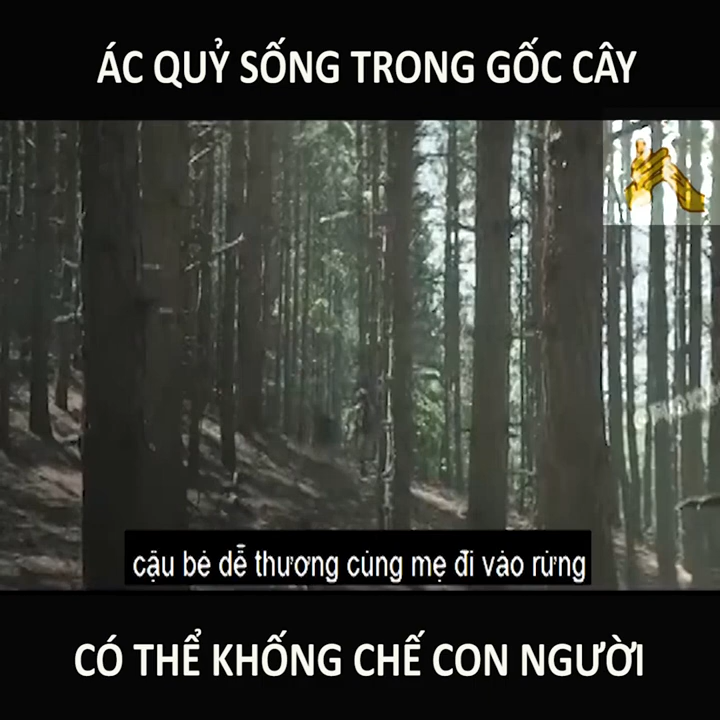 ÁC QUỶ SỐNG TRONG GỐC CÂY
cậu bé dễ thương cùng mẹ đi vào rừng
CÓ THỂ KHỐNG CHẾ CON NGƯỜI